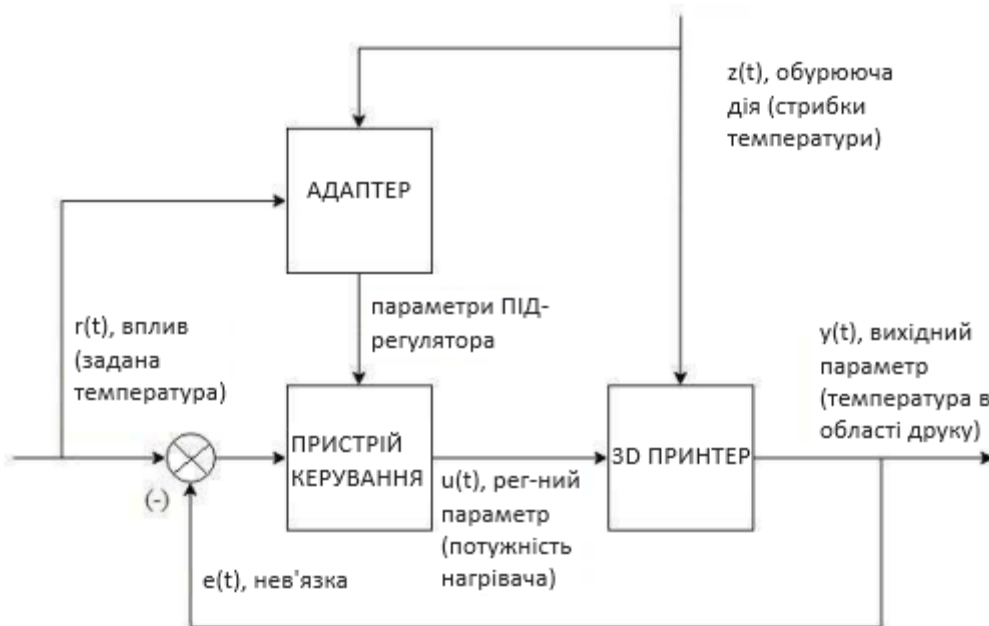 z(t), обурююча
дія (стрибки
температури)
АДАПТЕР
параметри ПІД-
регулятора
r(t), вплив
(задана
температура)
y(t), вихідний
параметр
(температура в
області друку)
(-)
ПРИСТРІЙ
КЕРУВАННЯ
3D ПРИНТЕР
u(t), рег-ний
параметр
(потужність
нагрівача)
e(t), нев'язка